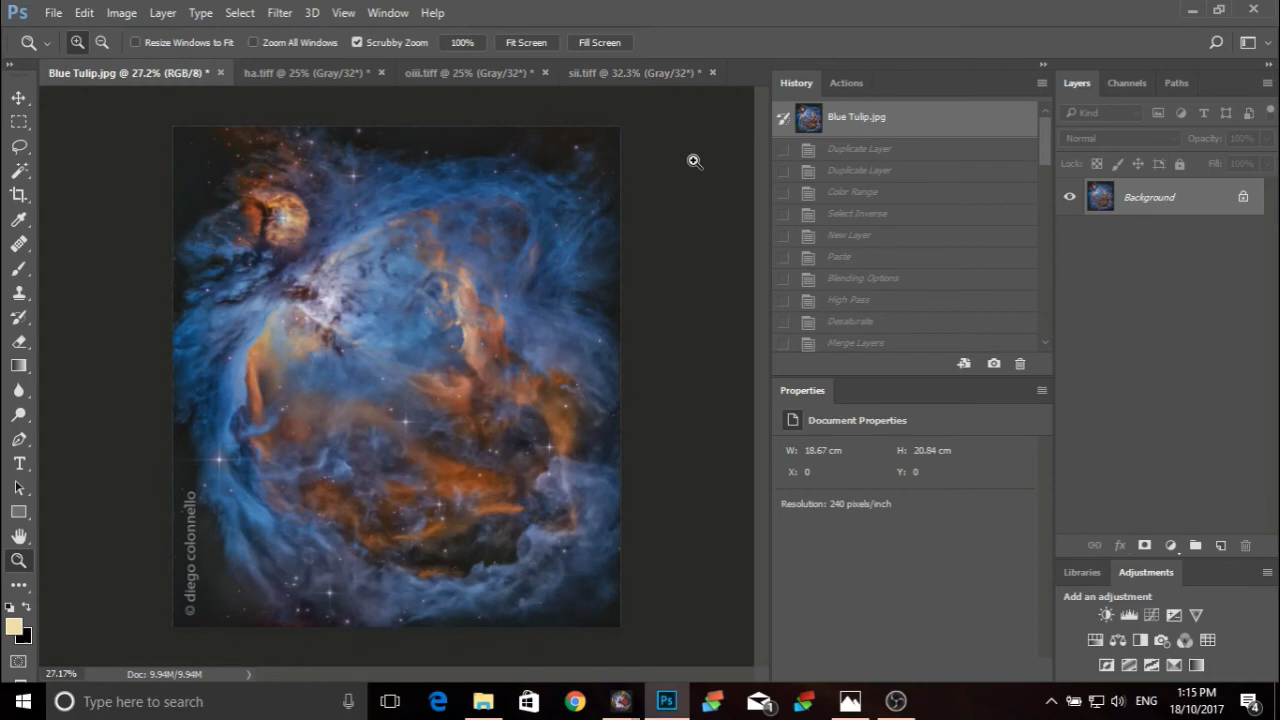 Ps File Edit Image Layer Type Select Filter 3D View Window Help
Resize Windows to Fit Zoom All Windows Scrubby Zoom 100% Fit Screen Fill Screen
Blue Tulip.jpg @ 27.2% (RGB/8) * × ha.tiff @ 25% (Gray/32) * × oiii.tiff @ 25% (Gray/32) * × sii.tiff @ 32.3% (Gray/32) * ×
© diego colonnello
27.17% Doc: 9.94M/9.94M
History Actions
Blue Tulip.jpg
Duplicate Layer
Duplicate Layer
Color Range
Select Inverse
New Layer
Paste
Blending Options
High Pass
Desaturate
Merge Layers
Properties
Document Properties
W: 18.67 cm H: 20.84 cm
X: 0 Y: 0
Resolution: 240 pixels/inch
Layers Channels Paths
Kind
Normal Opacity: 100%
Lock: Fill: 100%
Background
fx
Libraries Adjustments
Add an adjustment
Type here to search
Ps
1
ENG
1:15 PM
18/10/2017
4